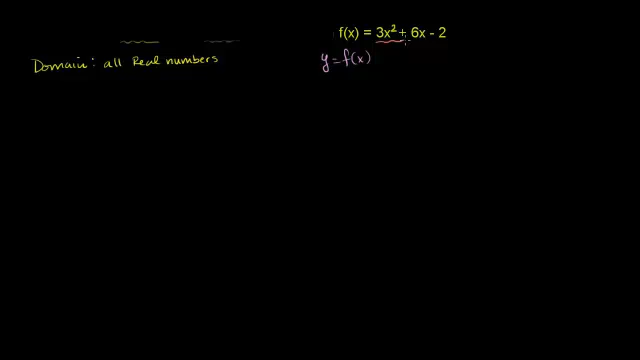 f(x) = 3x² + 6x - 2
Domain: all Real numbers
y = f(x)